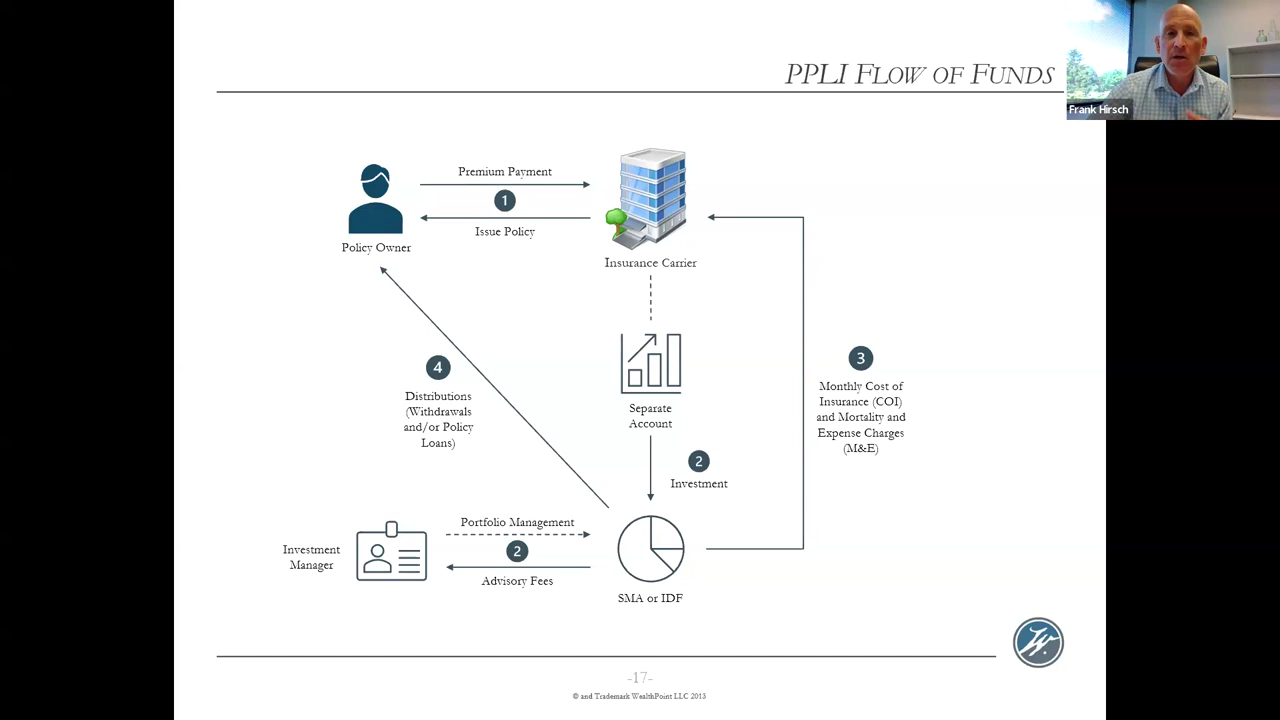 PPLI FLOW OF FUNDS
Frank Hirsch
Premium Payment
1
Issue Policy
Policy Owner
Insurance Carrier
3
Monthly Cost of
Insurance (COI)
and Mortality and
Expense Charges
(M&E)
4
Distributions
(Withdrawals
and/or Policy
Loans)
Separate
Account
2
Investment
Portfolio Management
2
Advisory Fees
Investment
Manager
SMA or IDF
-17-
© and Trademark WealthPoint LLC 2013